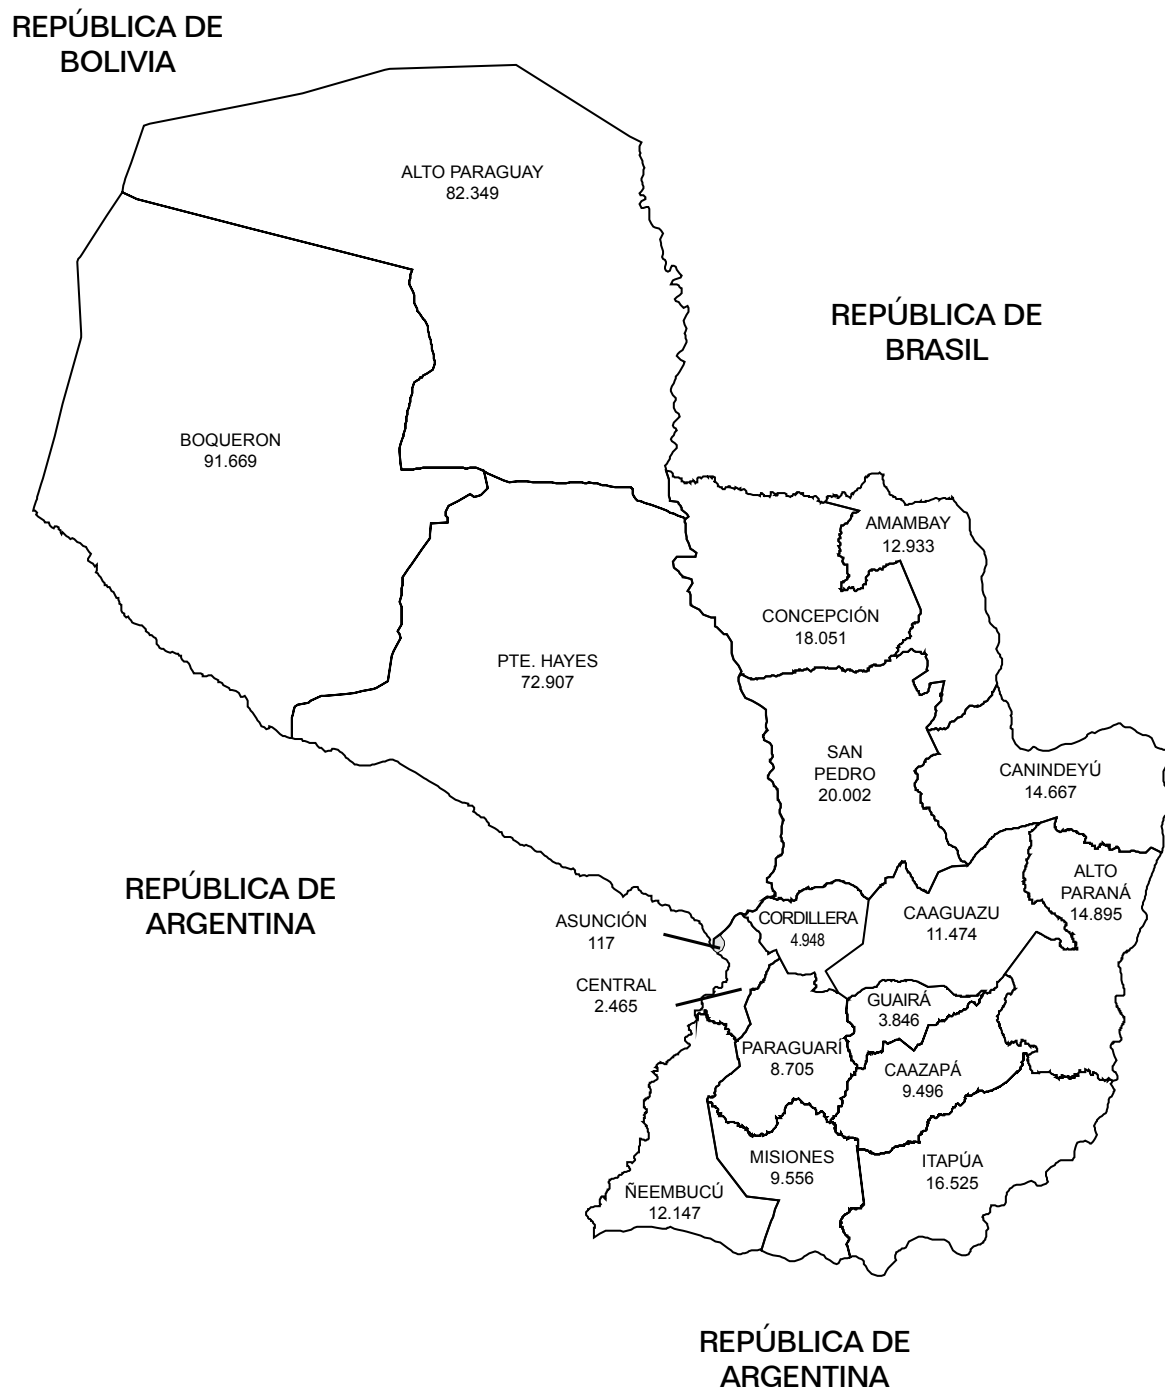 REPÚBLICA DE
BOLIVIA
ALTO PARAGUAY
82.349
REPÚBLICA DE
BRASIL
BOQUERON
91.669
AMAMBAY
12.933
CONCEPCIÓN
18.051
PTE. HAYES
72.907
SAN
PEDRO
20.002
CANINDEYÚ
14.667
REPÚBLICA DE
ARGENTINA
ALTO
PARANÁ
14.895
ASUNCIÓN
117
CORDILLERA
4.948
CAAGUAZU
11.474
CENTRAL
2.465
GUAIRÁ
3.846
PARAGUARÍ
8.705
CAAZAPÁ
9.496
MISIONES
9.556
ITAPÚA
16.525
ÑEEMBUCÚ
12.147
REPÚBLICA DE
ARGENTINA